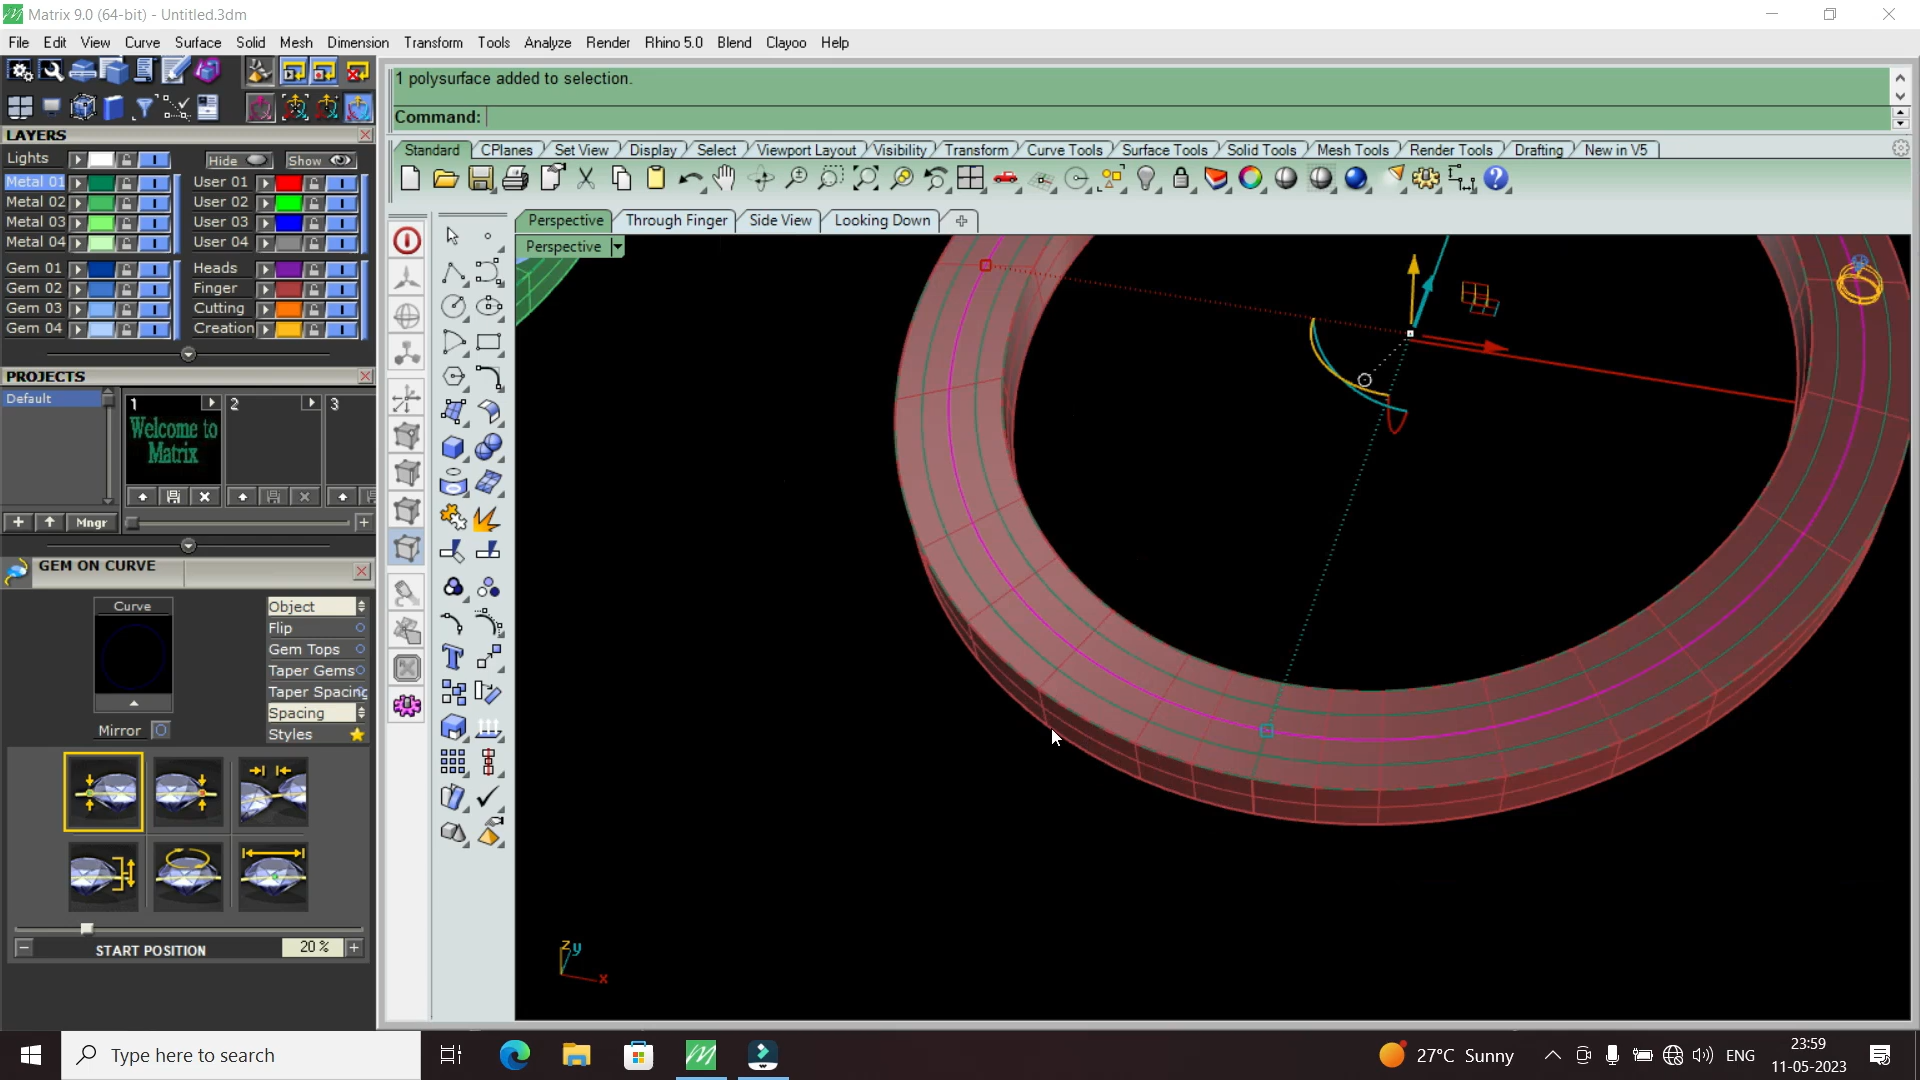 Matrix 9.0 (64-bit) - Untitled.3dm
File Edit View Curve Surface Solid Mesh Dimension Transform Tools Analyze Render Rhino 5.0 Blend Clayoo Help
1 polysurface added to selection.
Command:
LAYERS
Lights Hide Show
Metal 01 User 01
Metal 02 User 02
Metal 03 User 03
Metal 04 User 04
Gem 01 Heads
Gem 02 Finger
Gem 03 Cutting
Gem 04 Creation
Standard CPlanes Set View Display Select Viewport Layout Visibility Transform Curve Tools Surface Tools Solid Tools Mesh Tools Render Tools Drafting New in V5
Perspective Through Finger Side View Looking Down
Perspective
PROJECTS
Default
1 2 3
Welcome to
Matrix
Mngr
GEM ON CURVE
Curve
Object
Flip
Gem Tops
Taper Gems
Taper Spacing
Spacing
Mirror
Styles
START POSITION 20 %
z y
x
Type here to search
27°C Sunny
ENG
23:59
11-05-2023